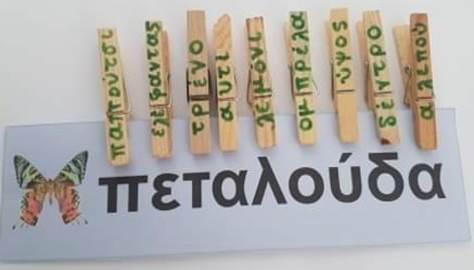 παπούτσι
ελέφαντας
τρένο
αυτί
λεμόνι
ομπρέλα
ύψος
δέντρο
αλεπού
πεταλούδα